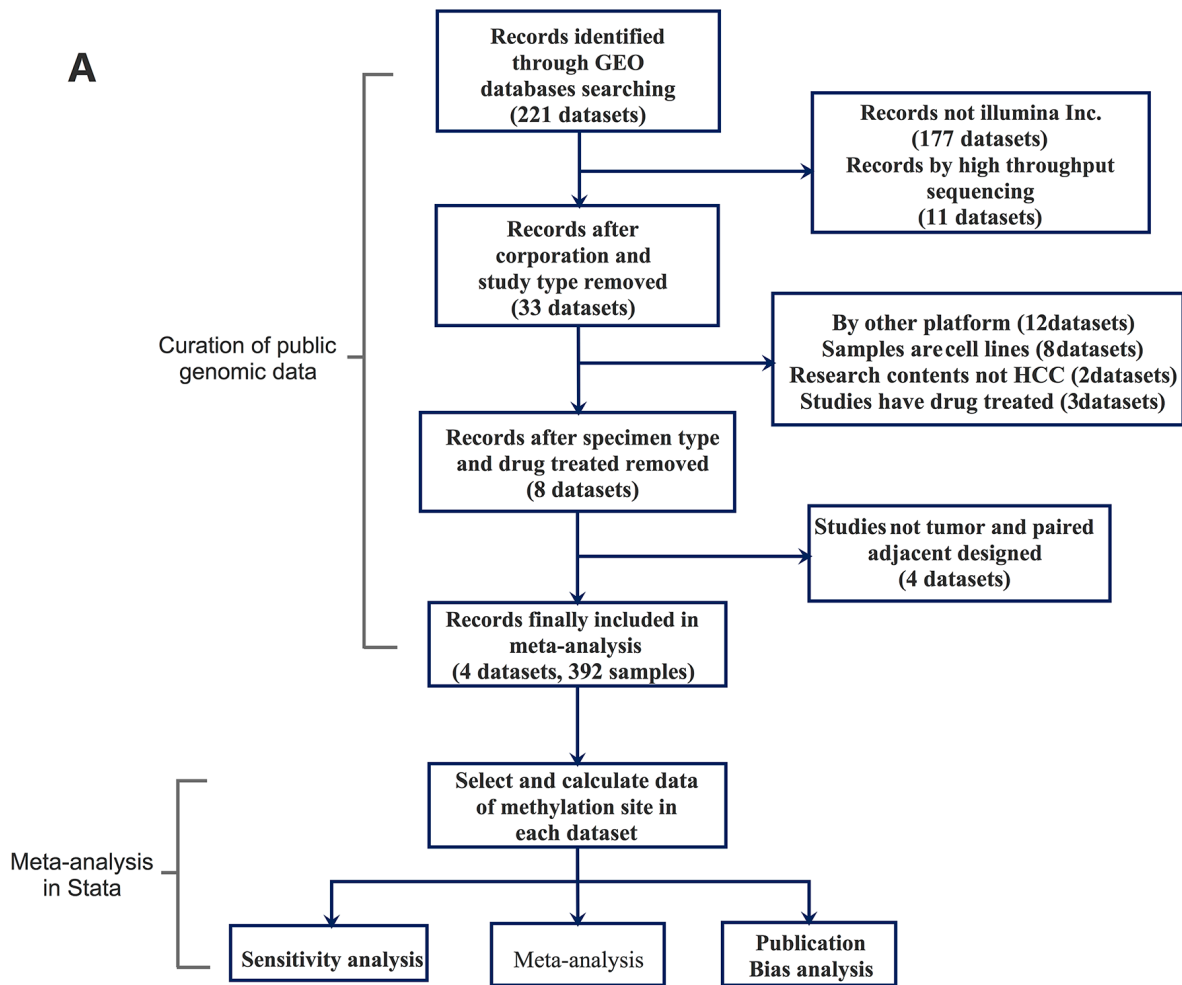 A
Records identified
through GEO
databases searching
(221 datasets)
Records not illumina Inc.
(177 datasets)
Records by high throughput
sequencing
(11 datasets)
Records after
corporation and
study type removed
(33 datasets)
By other platform (12datasets)
Samples are cell lines (8datasets)
Research contents not HCC (2datasets)
Studies have drug treated (3datasets)
Curation of public
genomic data
Records after specimen type
and drug treated removed
(8 datasets)
Studies not tumor and paired
adjacent designed
(4 datasets)
Records finally included in
meta-analysis
(4 datasets, 392 samples)
Select and calculate data
of methylation site in
each dataset
Meta-analysis
in Stata
Sensitivity analysis
Meta-analysis
Publication
Bias analysis